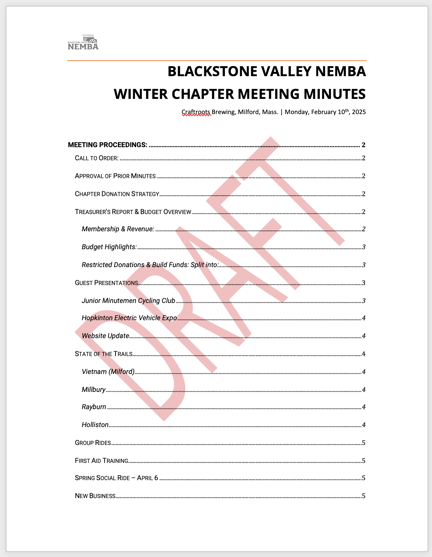 NEMBA
BLACKSTONE VALLEY NEMBA
WINTER CHAPTER MEETING MINUTES
Craftroots Brewing, Milford, Mass. | Monday, February 10th, 2025
MEETING PROCEEDINGS: 2
CALL TO ORDER: 2
APPROVAL OF PRIOR MINUTES 2
CHAPTER DONATION STRATEGY 2
TREASURER'S REPORT & BUDGET OVERVIEW 2
Membership & Revenue: 2
Budget Highlights: 3
Restricted Donations & Build Funds: Split into: 3
GUEST PRESENTATIONS 3
Junior Minutemen Cycling Club 3
Hopkinton Electric Vehicle Expo 4
Website Update 4
STATE OF THE TRAILS 4
Vietnam (Milford) 4
Millbury 4
Rayburn 4
Holliston 4
GROUP RIDES 5
FIRST AID TRAINING 5
SPRING SOCIAL RIDE – APRIL 6 5
NEW BUSINESS 5
DRAFT